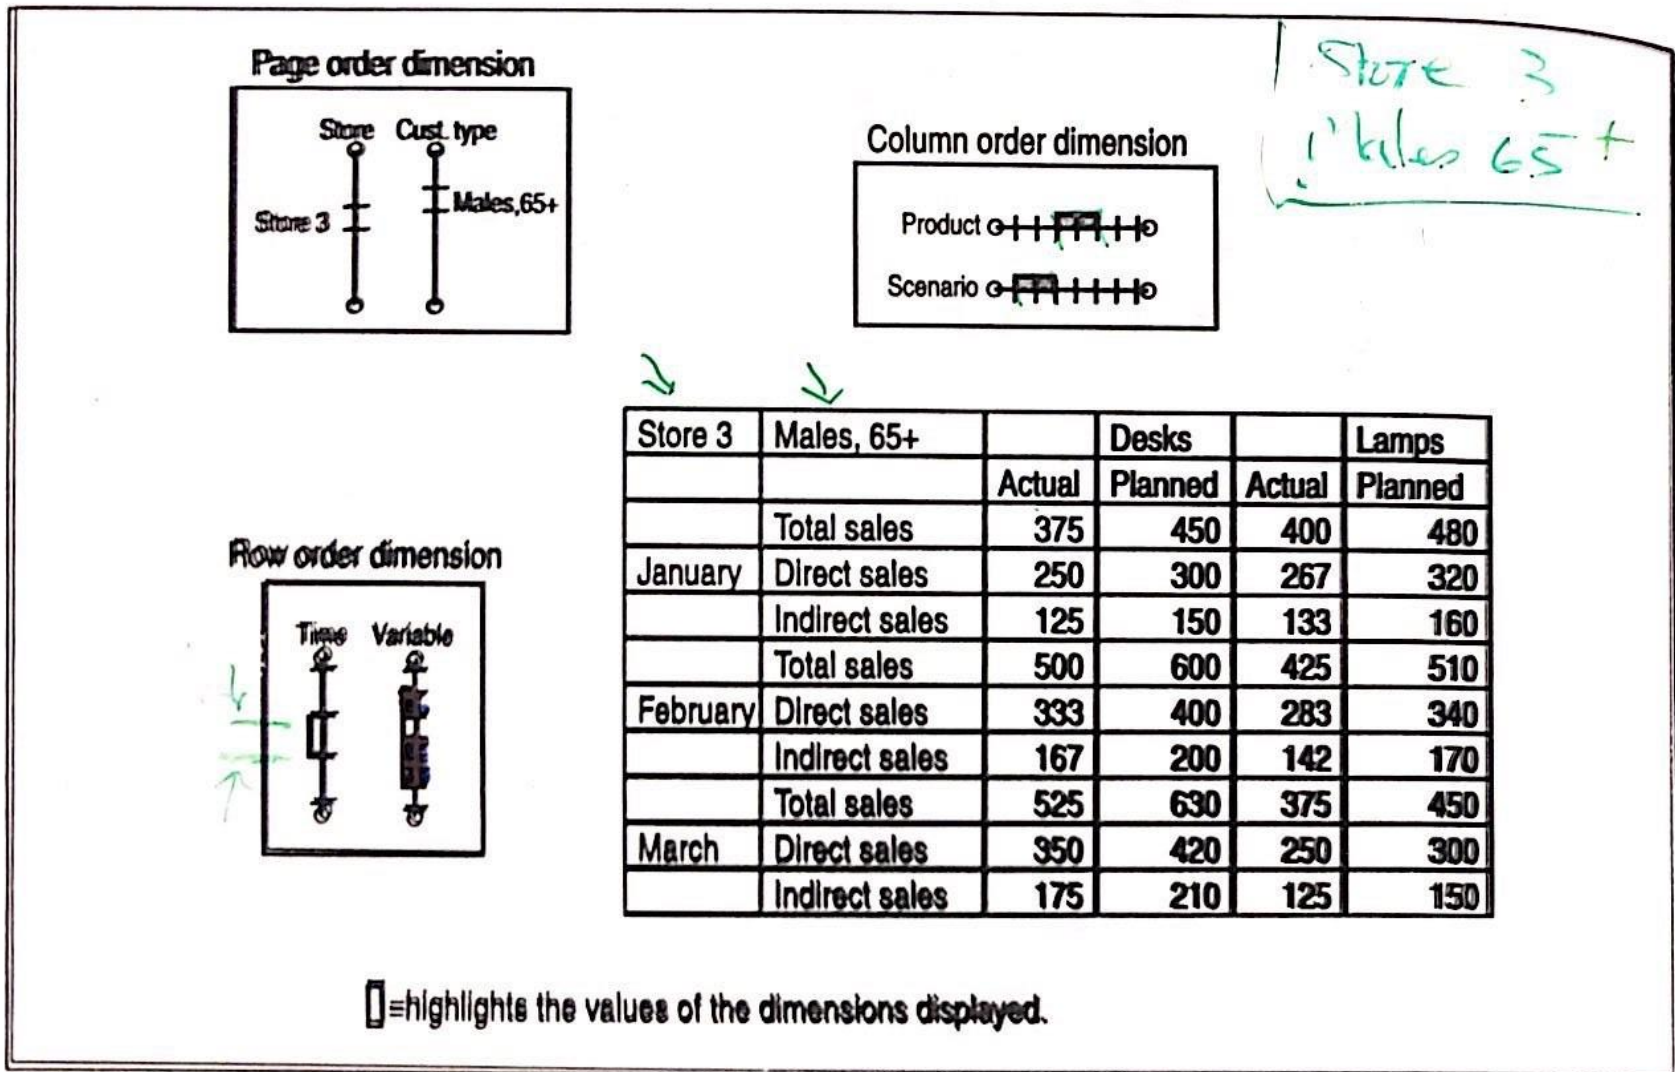 Page order dimension
Store Cust. type
Males,65+
Store 3
Store 3
Males 65+
Column order dimension
Product
Scenario
Row order dimension
Time Variable
Store 3 Males, 65+ Desks Lamps
Actual Planned Actual Planned
Total sales 375 450 400 480
January Direct sales 250 300 267 320
Indirect sales 125 150 133 160
Total sales 500 600 425 510
February Direct sales 333 400 283 340
Indirect sales 167 200 142 170
Total sales 525 630 375 450
March Direct sales 350 420 250 300
Indirect sales 175 210 125 150
=highlights the values of the dimensions displayed.